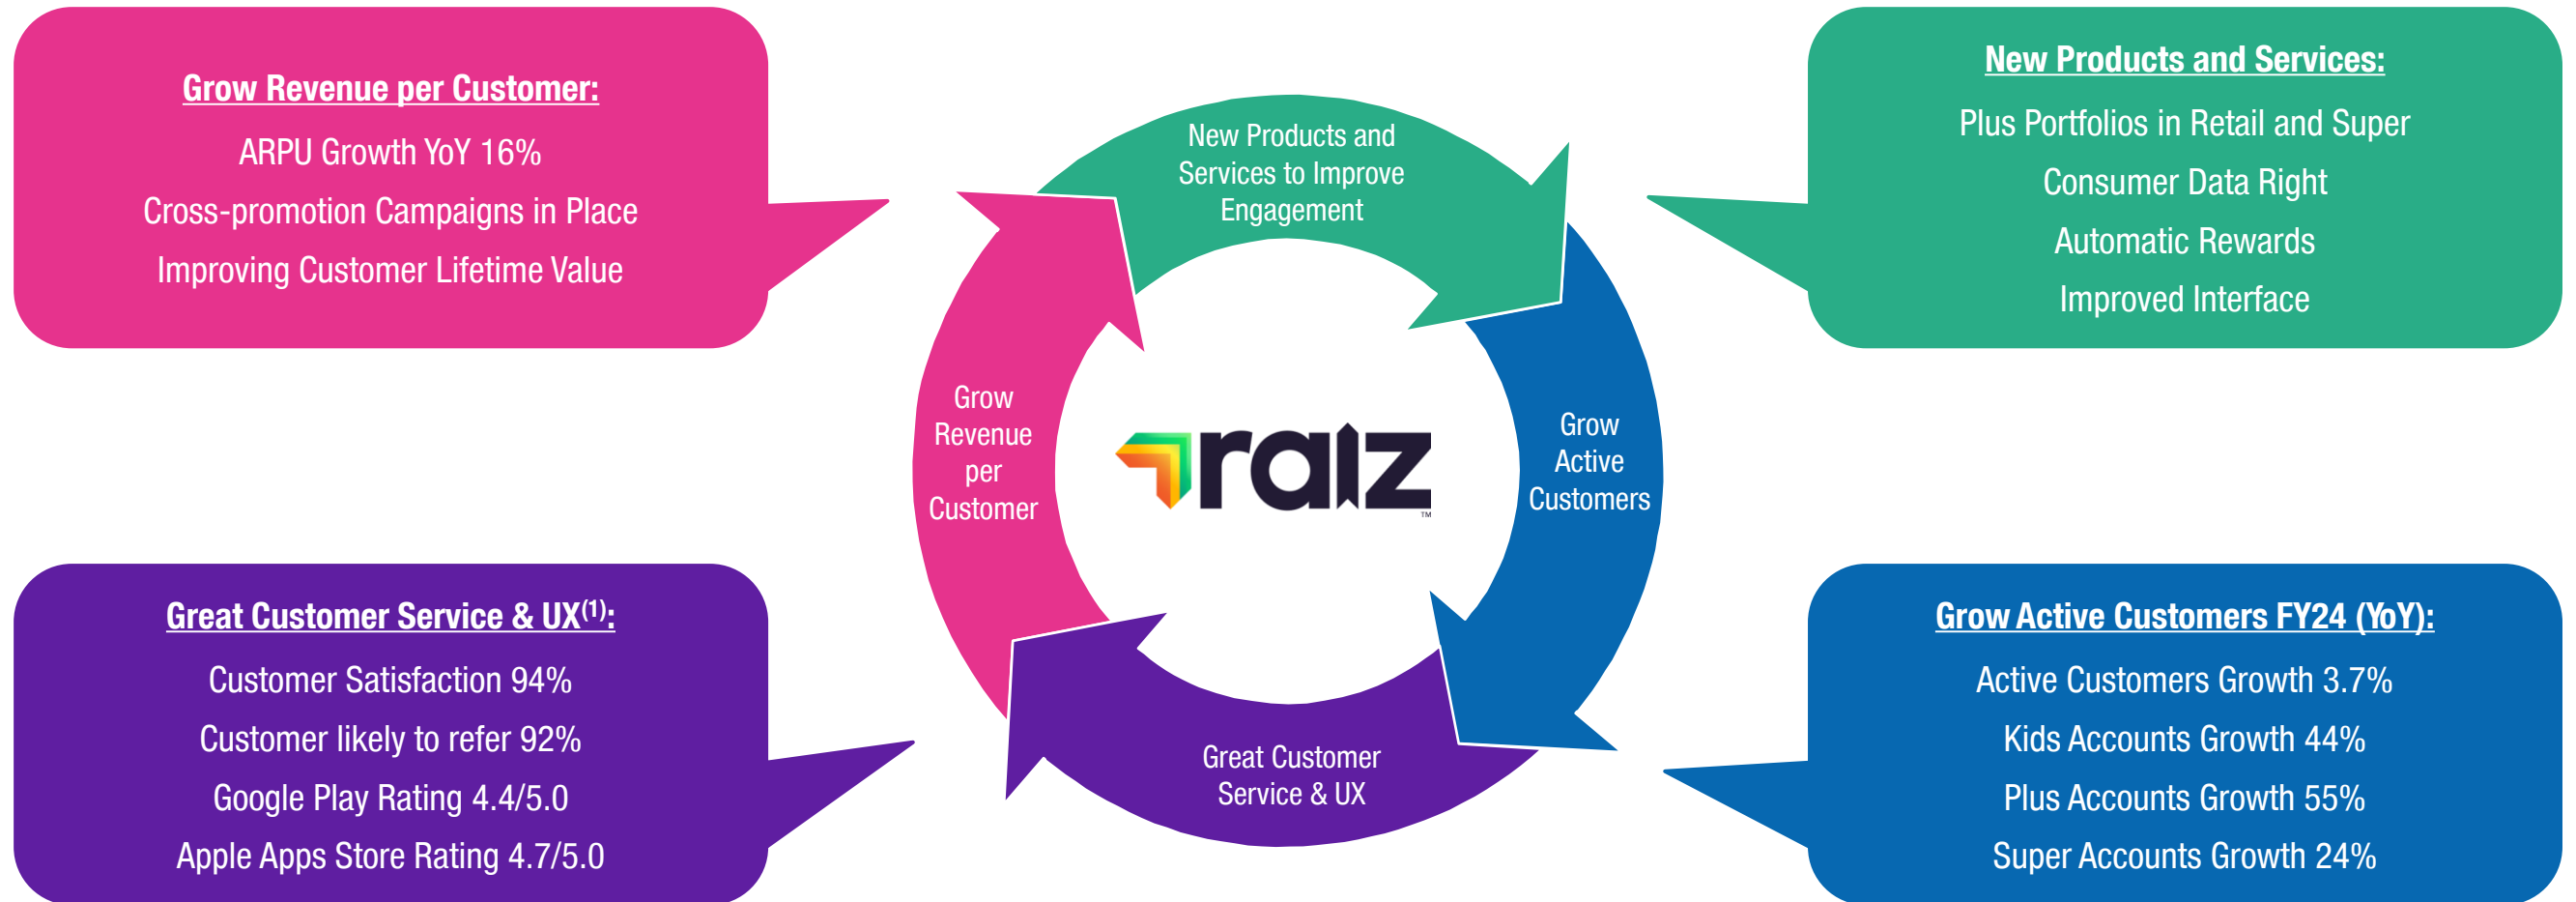 Grow Revenue per Customer:
ARPU Growth YoY 16%
Cross-promotion Campaigns in Place
Improving Customer Lifetime Value
New Products and Services:
Plus Portfolios in Retail and Super
Consumer Data Right
Automatic Rewards
Improved Interface
New Products and
Services to Improve
Engagement
Grow
Revenue
per
Customer
raiz
TM
Grow
Active
Customers
Great Customer
Service & UX
Great Customer Service & UX(1):
Customer Satisfaction 94%
Customer likely to refer 92%
Google Play Rating 4.4/5.0
Apple Apps Store Rating 4.7/5.0
Grow Active Customers FY24 (YoY):
Active Customers Growth 3.7%
Kids Accounts Growth 44%
Plus Accounts Growth 55%
Super Accounts Growth 24%